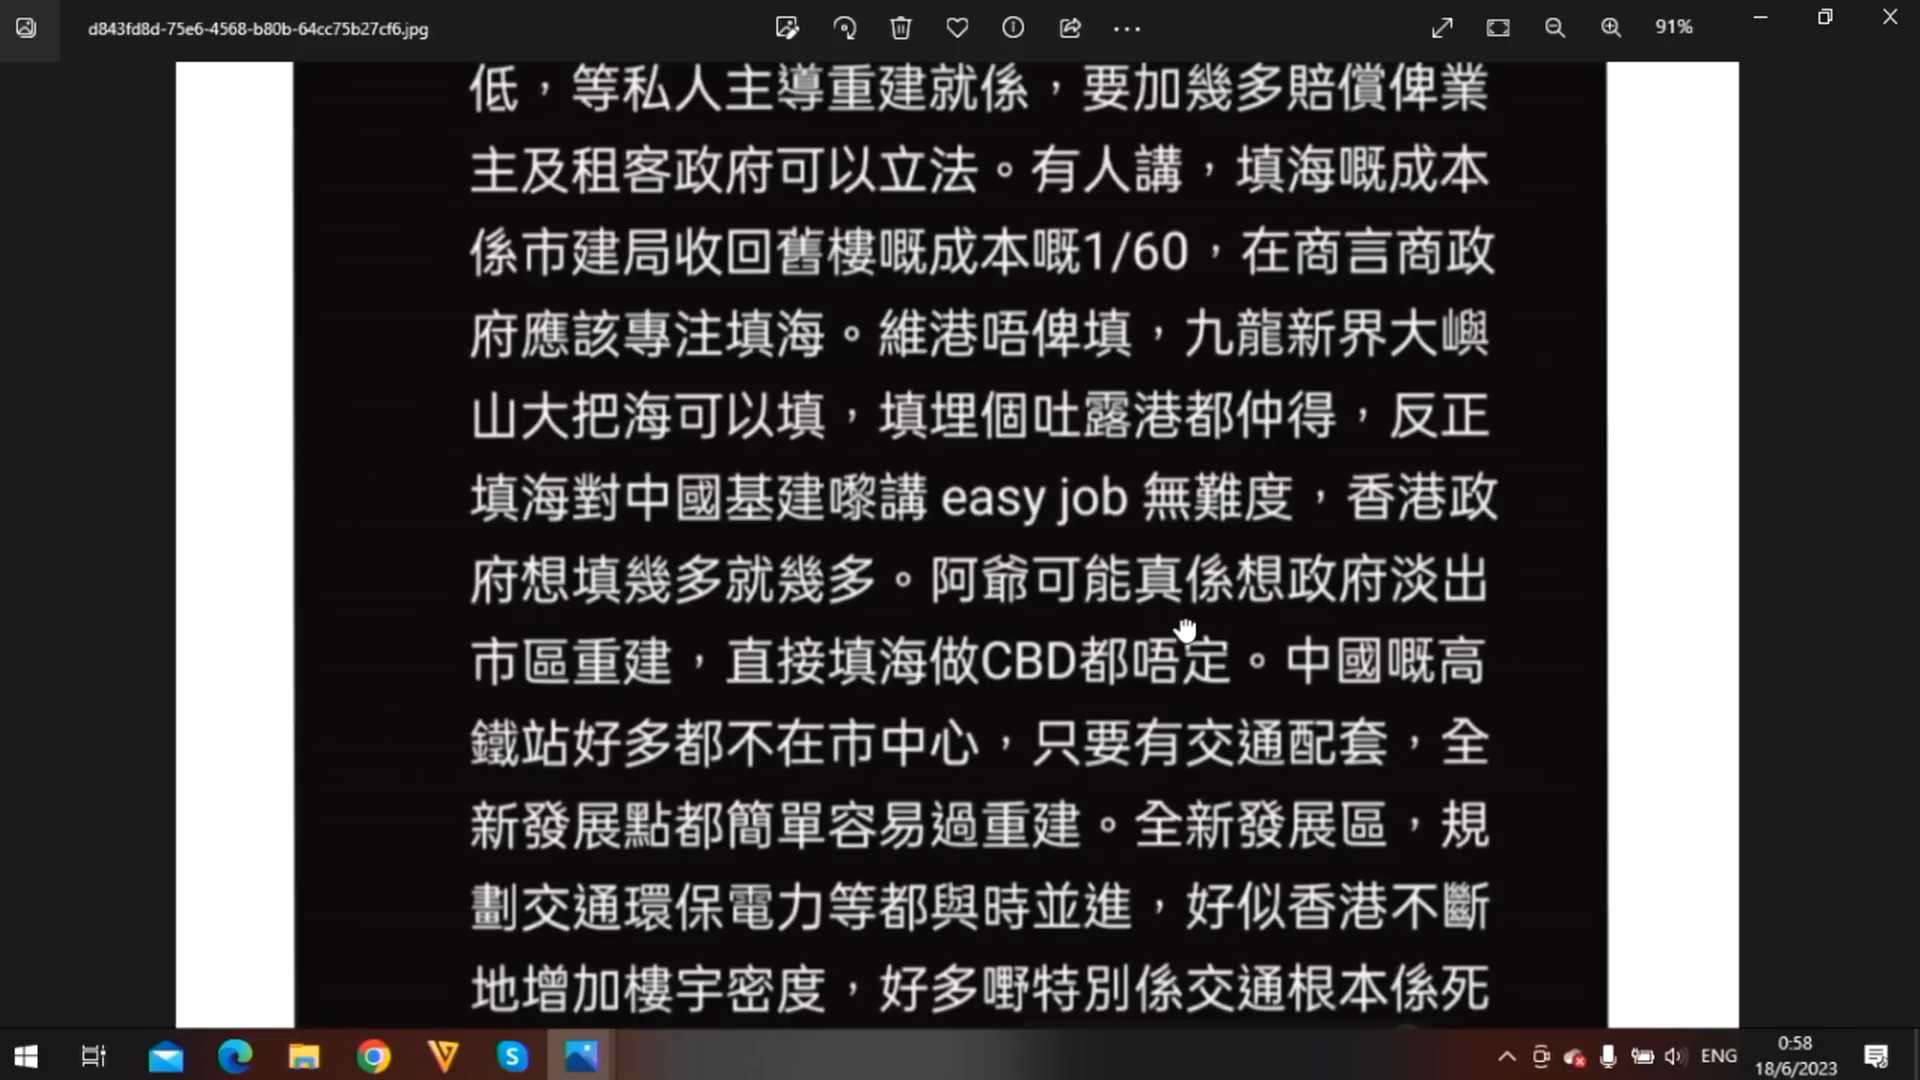 d843fd8d-75e6-4568-b80b-64cc75b27cf6.jpg
91%
低，等私人主導重建就係，要加幾多賠償俾業
主及租客政府可以立法。有人講，填海嘅成本
係市建局收回舊樓嘅成本嘅1/60，在商言商政
府應該專注填海。維港唔俾填，九龍新界大嶼
山大把海可以填，填埋個吐露港都仲得，反正
填海對中國基建嚟講 easy job 無難度，香港政
府想填幾多就幾多。阿爺可能真係想政府淡出
市區重建，直接填海做CBD都唔定。中國嘅高
鐵站好多都不在市中心，只要有交通配套，全
新發展點都簡單容易過重建。全新發展區，規
劃交通環保電力等都與時並進，好似香港不斷
地增加樓宇密度，好多嘢特別係交通根本係死
ENG
0:58
18/6/2023